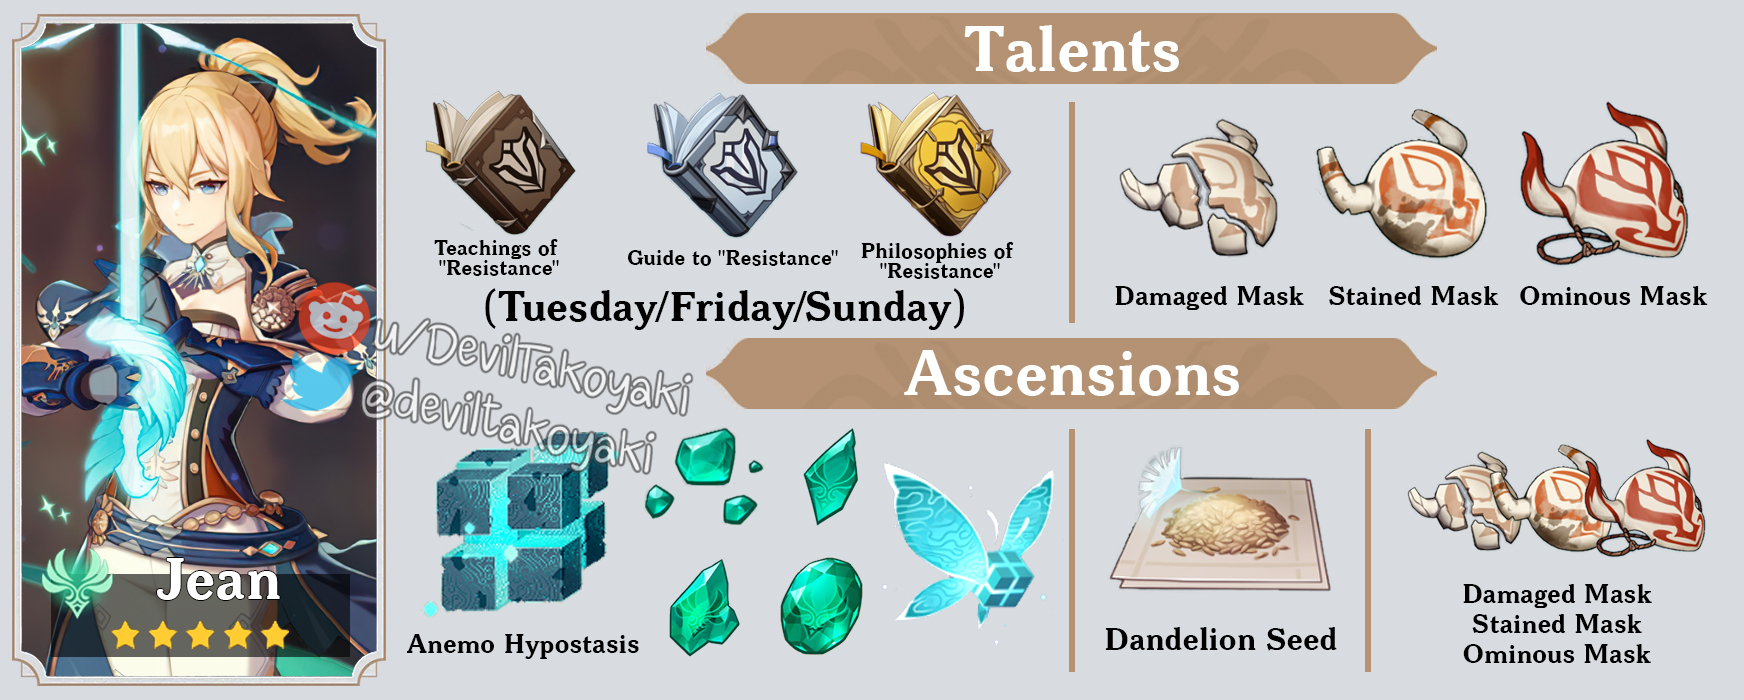 Talents
Teachings of
"Resistance"
Guide to "Resistance"
Philosophies of
"Resistance"
(Tuesday/Friday/Sunday)
Damaged Mask
Stained Mask
Ominous Mask
u/DevilTakoyaki
@deviltakoyaki
Ascensions
Jean
Anemo Hypostasis
Dandelion Seed
Damaged Mask
Stained Mask
Ominous Mask